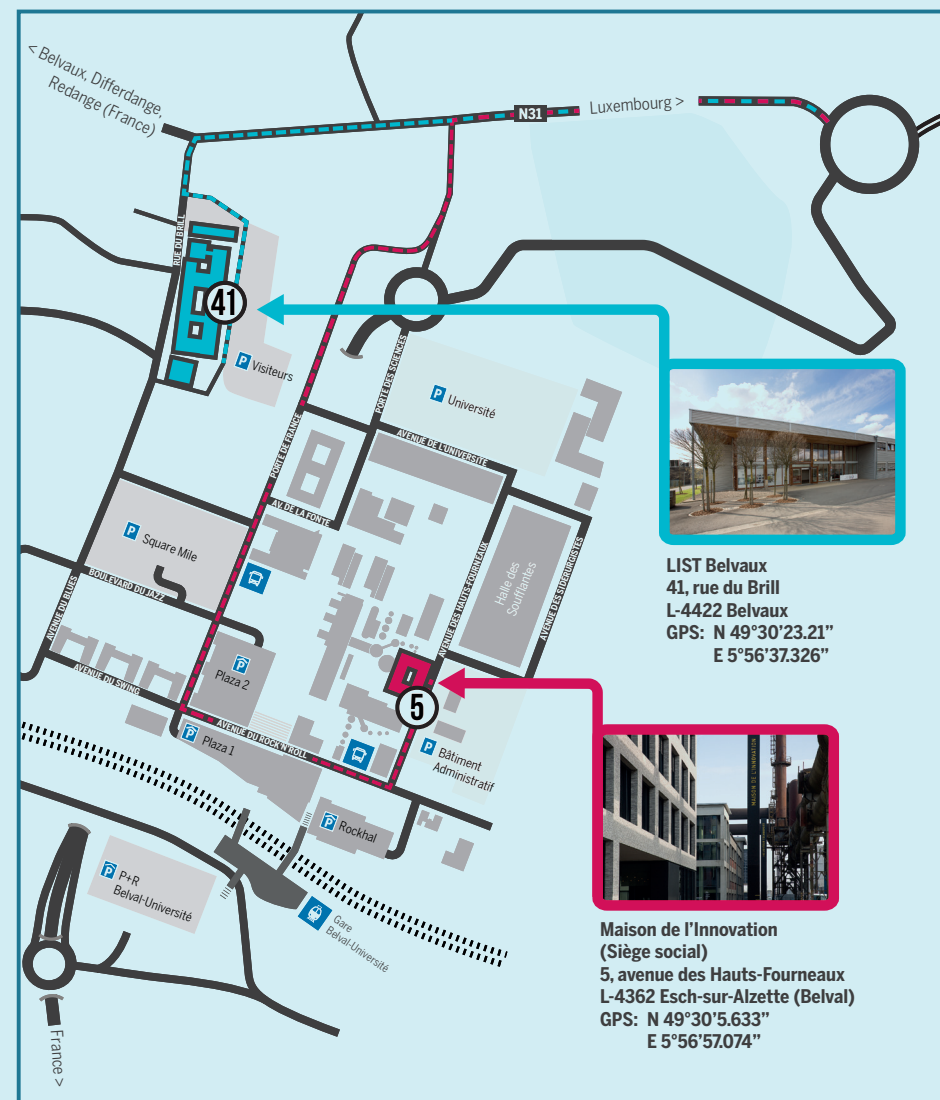 < Belvaux, Differdange,
Redange (France)
N31
Luxembourg >
RUE DU BRILL
41
P Visiteurs
PORTE DES SCIENCES
P Université
AVENUE DE L'UNIVERSITÉ
PORTE DE FRANCE
AV. DE LA FONTE
P
Square Mile
BOULEVARD DU JAZZ
AVENUE DU BLUES
AVENUE DU SWING
Halle des
Soufflantes
AVENUE DES HAUTS-FOURNEAUX
AVENUE DES SIDÉRURGISTES
LIST Belvaux
41, rue du Brill
L-4422 Belvaux
GPS: N 49°30’23.21”
E 5°56’37.326”
P
Plaza 2
5
AVENUE DU ROCK'N'ROLL
P Plaza 1
P Bâtiment
Administratif
P Rockhal
MAISON DE L'INNOVATION
P P+R
Belval-Université
Gare
Belval-Université
Maison de l’Innovation
(Siège social)
5, avenue des Hauts-Fourneaux
L-4362 Esch-sur-Alzette (Belval)
GPS: N 49°30’5.633”
E 5°56’57.074”
France >